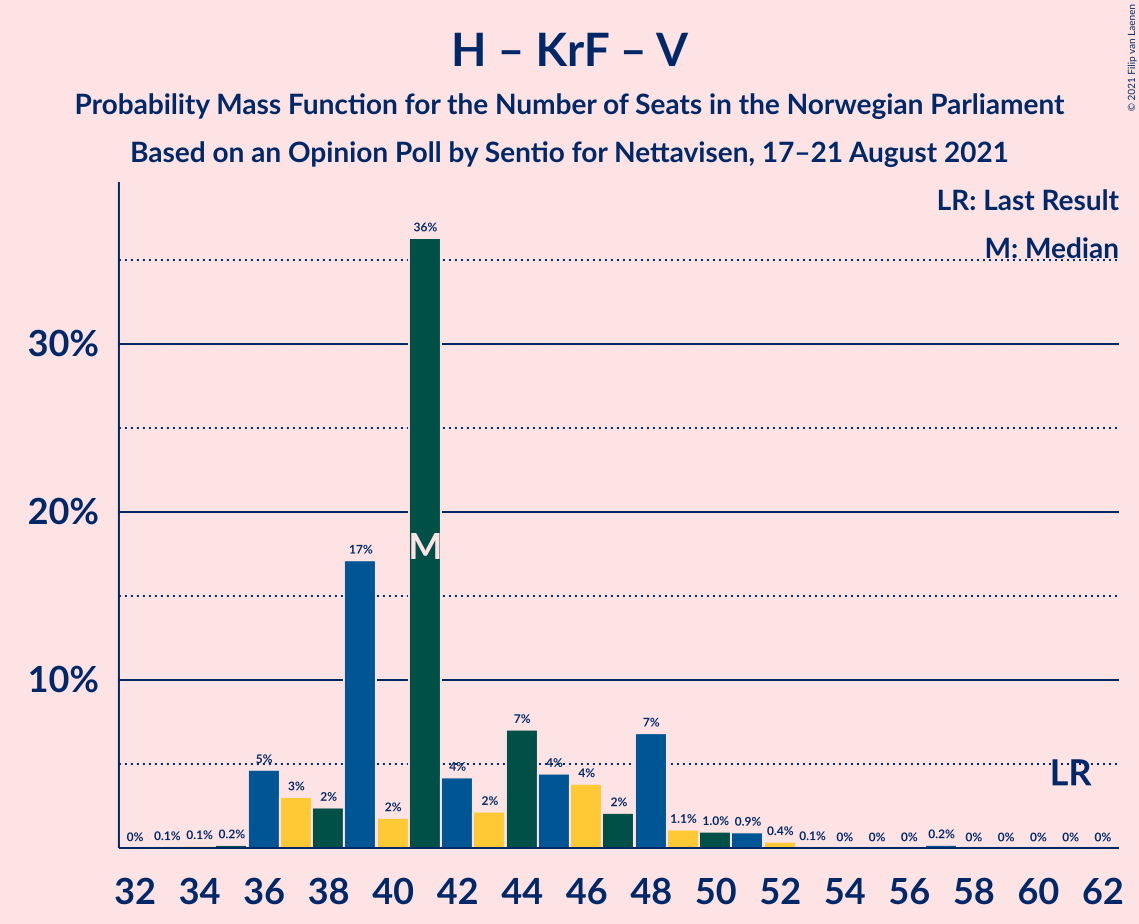 H – KrF – V
Probability Mass Function for the Number of Seats in the Norwegian Parliament
Based on an Opinion Poll by Sentio for Nettavisen, 17–21 August 2021
© 2021 Filip van Laenen
LR: Last Result
M: Median
30%
20%
10%
0% 0.1% 0.1% 0.2% 5% 3% 2% 17% 2% 36% 4% 2% 7% 4% 4% 2% 7% 1.1% 1.0% 0.9% 0.4% 0.1% 0% 0% 0% 0.2% 0% 0% 0% 0% 0%
M
LR
32 34 36 38 40 42 44 46 48 50 52 54 56 58 60 62